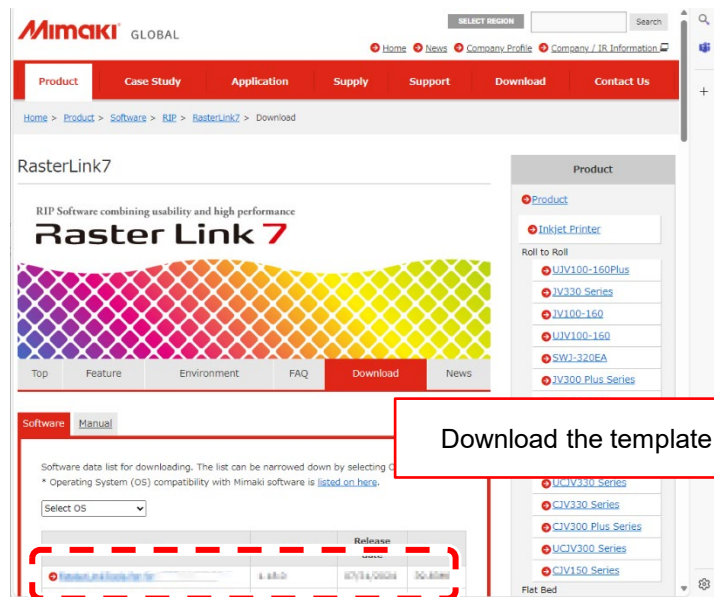 Mimaki GLOBAL
SELECT REGION
Search
Home News Company Profile Company / IR Information
Product Case Study Application Supply Support Download Contact Us
Home > Product > Software > RIP > RasterLink7 > Download
RasterLink7
RIP Software combining usability and high performance
Raster Link 7
Top Feature Environment FAQ Download News
Software Manual
Software data list for downloading. The list can be narrowed down by selecting
* Operating System (OS) compatibility with Mimaki software is listed on here.
Select OS
Release
date
Product
Product
Inkjet Printer
Roll to Roll
UJV100-160Plus
JV330 Series
JV100-160
UJV100-160
SWJ-320EA
JV300 Plus Series
Download the template
UCJV330 Series
CJV330 Series
CJV300 Plus Series
UCJV300 Series
CJV150 Series
Flat Bed